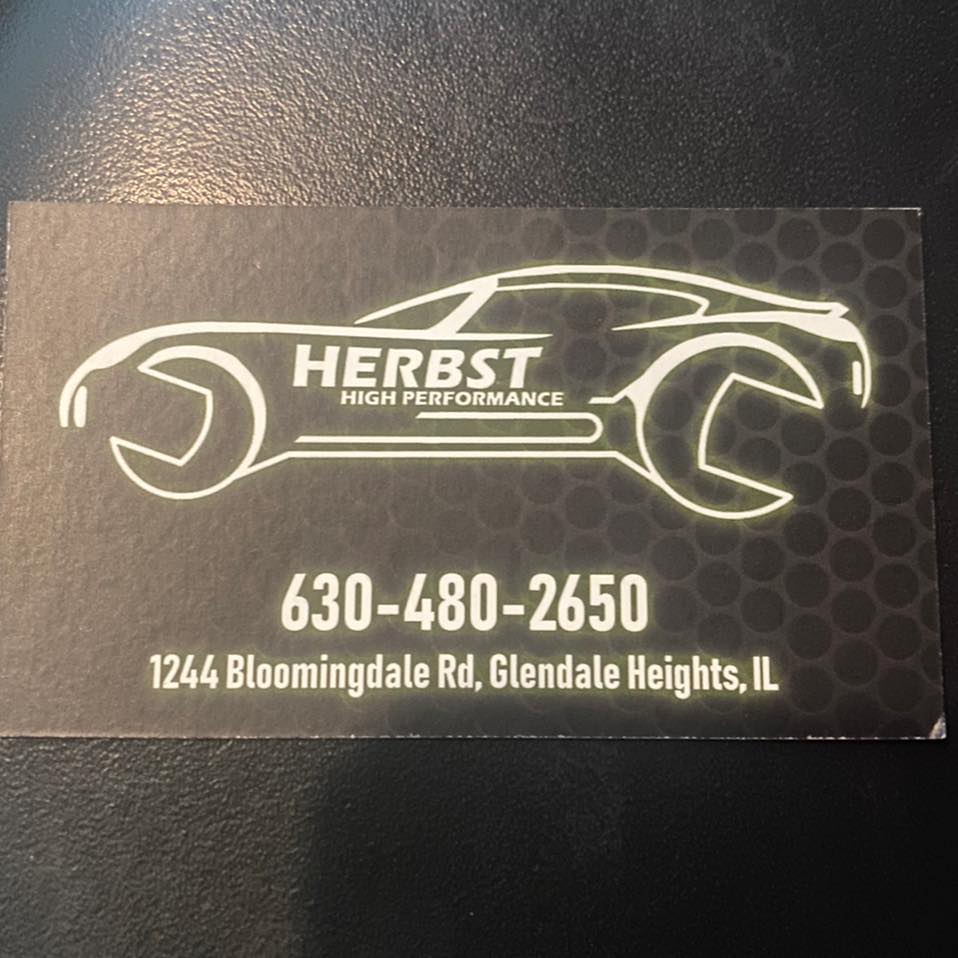 HERBST
HIGH PERFORMANCE
630-480-2650
1244 Bloomingdale Rd, Glendale Heights, IL